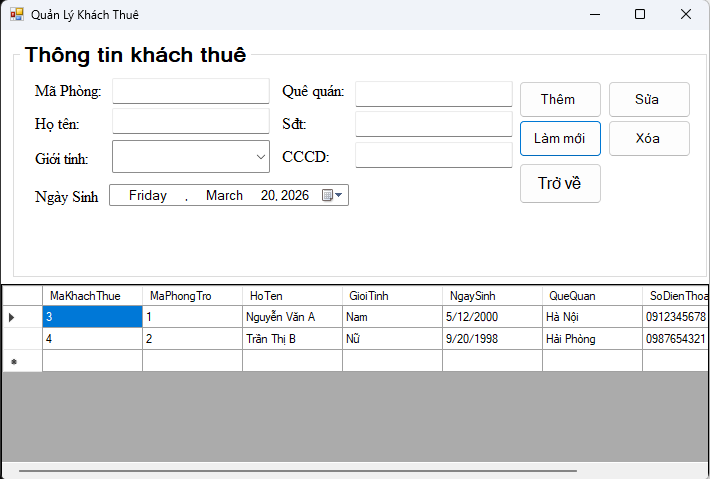 Quản Lý Khách Thuê
Thông tin khách thuê
Mã Phòng: Quê quán: Thêm Sửa
Họ tên: Sđt: Làm mới Xóa
Giới tính: CCCD: Trở về
Ngày Sinh Friday , March 20, 2026
MaKhachThue MaPhongTro HoTen GioiTinh NgaySinh QueQuan SoDienThoa
3 1 Nguyễn Văn A Nam 5/12/2000 Hà Nội 0912345678
4 2 Trần Thị B Nữ 9/20/1998 Hải Phòng 0987654321